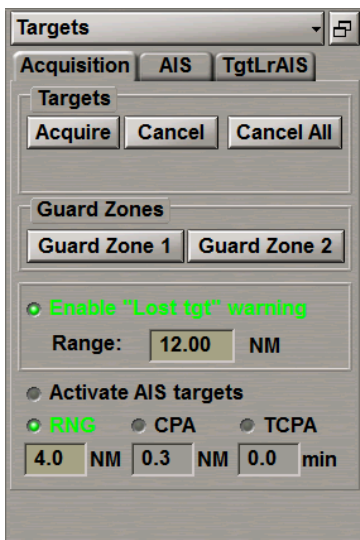 Targets
Acquisition AIS TgtLrAIS
Targets
Acquire Cancel Cancel All
Guard Zones
Guard Zone 1 Guard Zone 2
Enable "Lost tgt" warning
Range: 12.00 NM
Activate AIS targets
RNG CPA TCPA
4.0 NM 0.3 NM 0.0 min